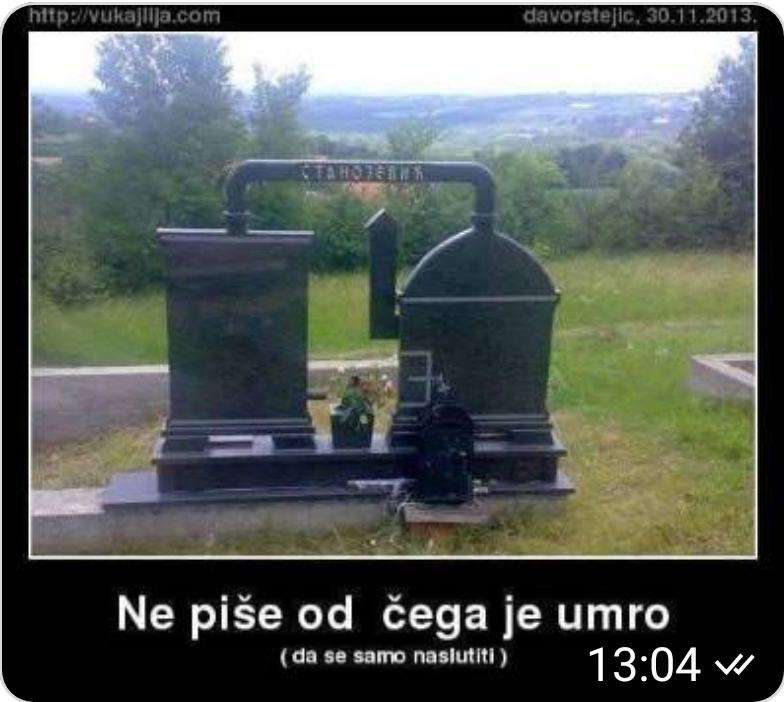 http://vukajlija.com
davorstejic, 30.11.2013.
СТАНОЈЕВИЋ
Ne piše od čega je umro
( da se samo naslutiti )
13:04